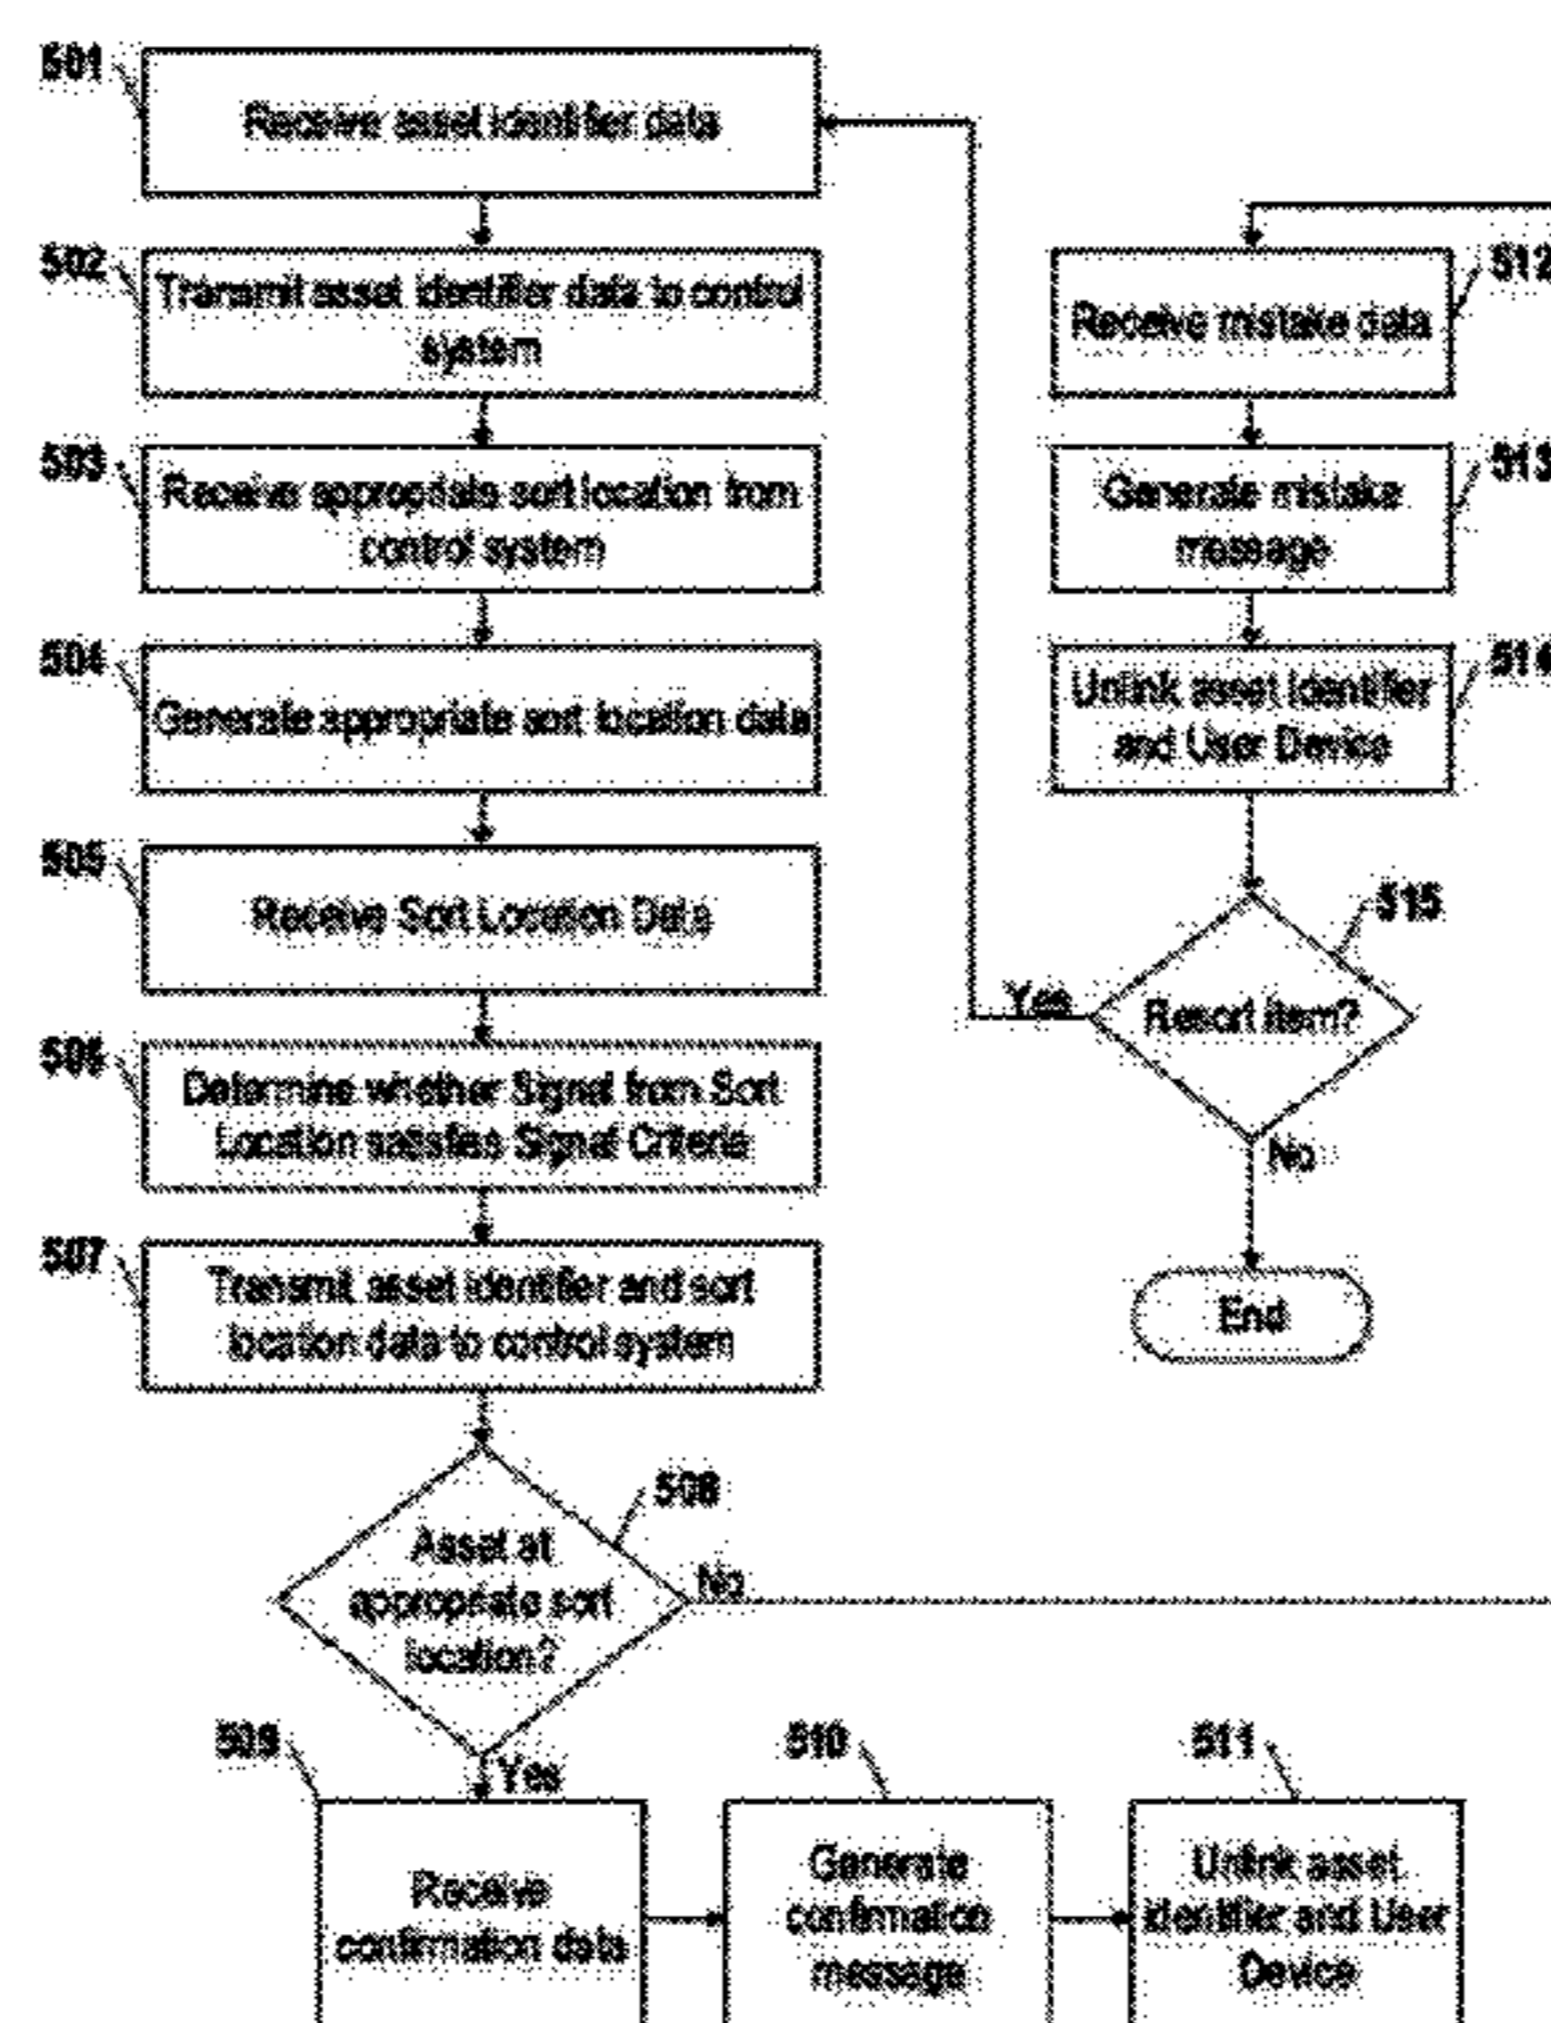 501
Receive asset identifier data
502
Transmit asset identifier data to control
system
503
Receive appropriate sort location from
control system
504
Generate appropriate sort location data
505
Receive Sort Location Data
506
Determine whether Signal from Sort
Location satisfies Signal Criteria
507
Transmit asset identifier and sort
location data to control system
508
Asset at
appropriate sort
location?
No
Yes
509
Receive
confirmation data
510
Generate
confirmation
message
511
Unlink asset
identifier and User
Device
512
Receive mistake data
513
Generate mistake
message
514
Unlink asset identifier
and User Device
515
Resort item?
Yes
No
End